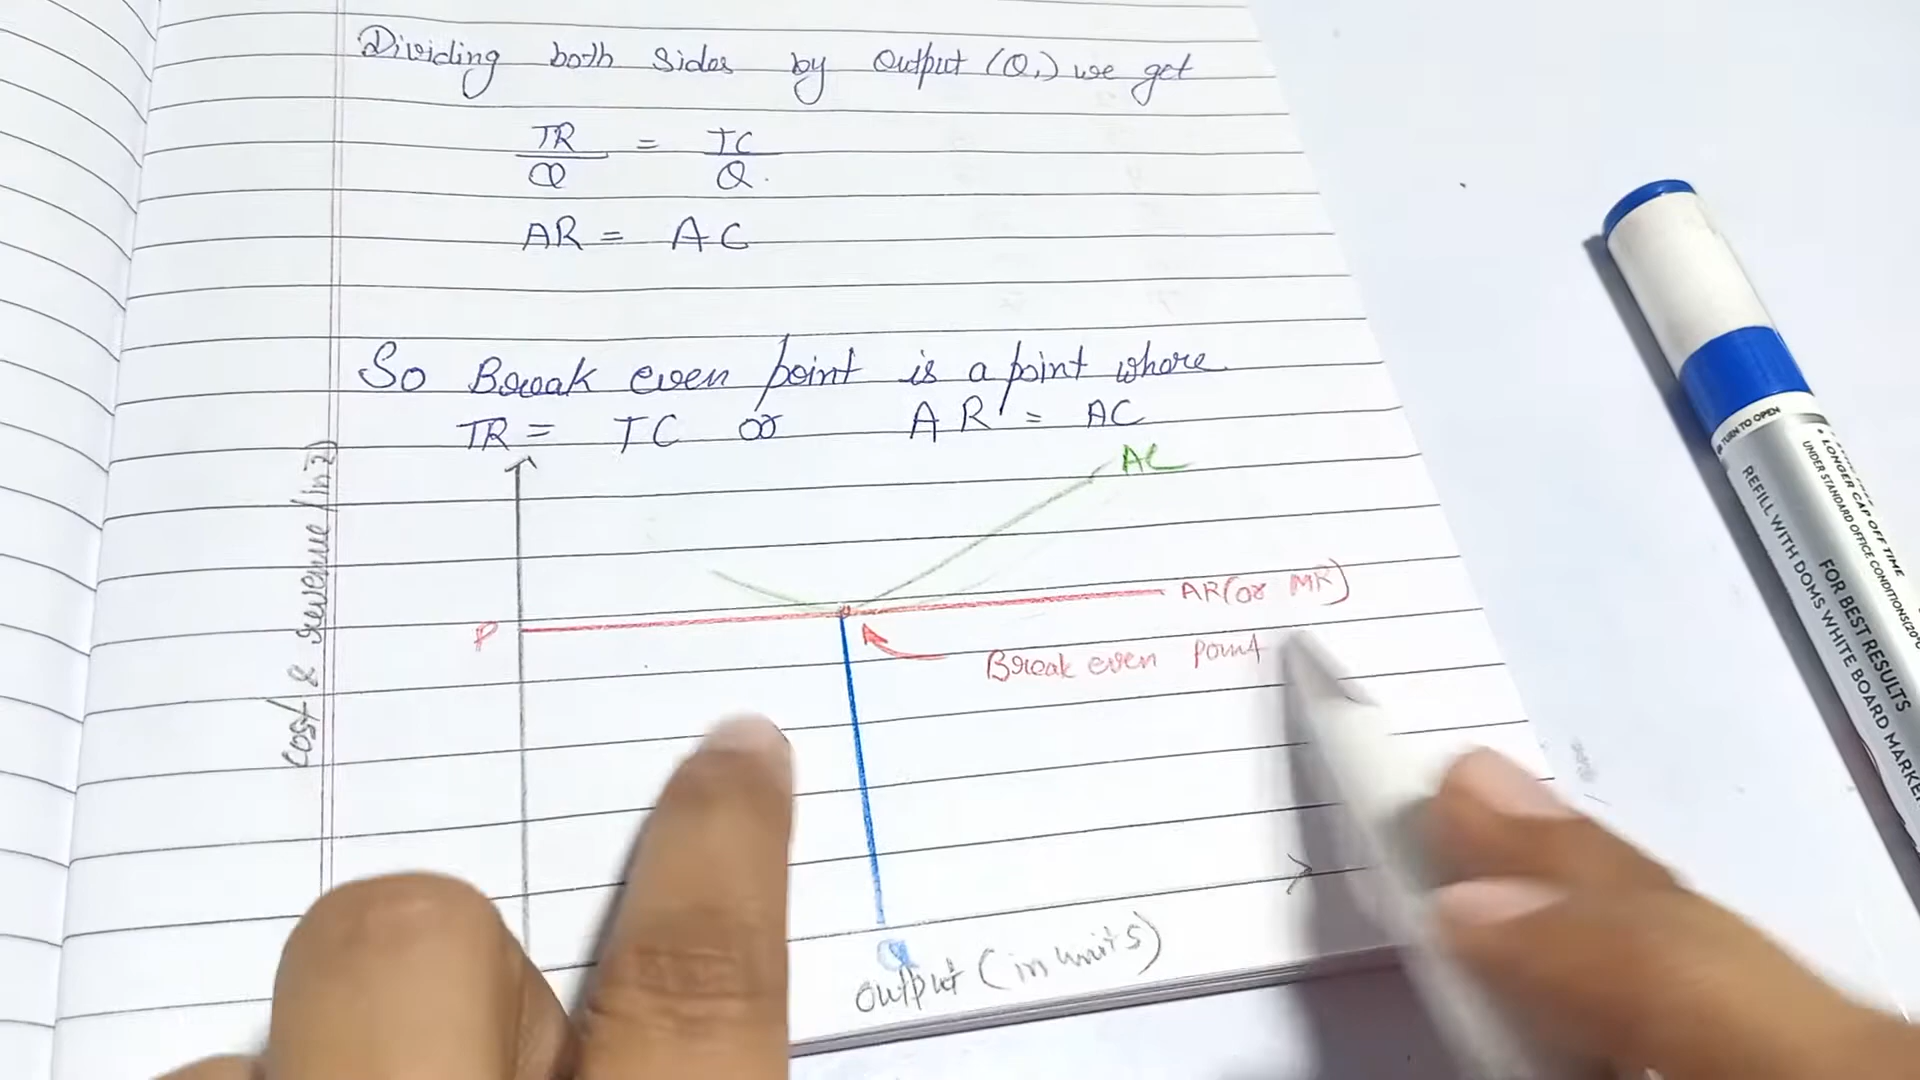 Dividing both sides by Output (Q,) we get
TR = TC
Q Q.
AR = AC
So Break even point is a point where
TR = TC or AR = AC
AC
cost & revenue (in ₹)
AR (or MR)
P
Break even point
Q
Output (in units)
TURN TO OPEN
LONGER CAP OFF TIME
UNDER STANDARD OFFICE CONDITIONS(20°
FOR BEST RESULTS
REFILL WITH DOMS WHITE BOARD MARKE